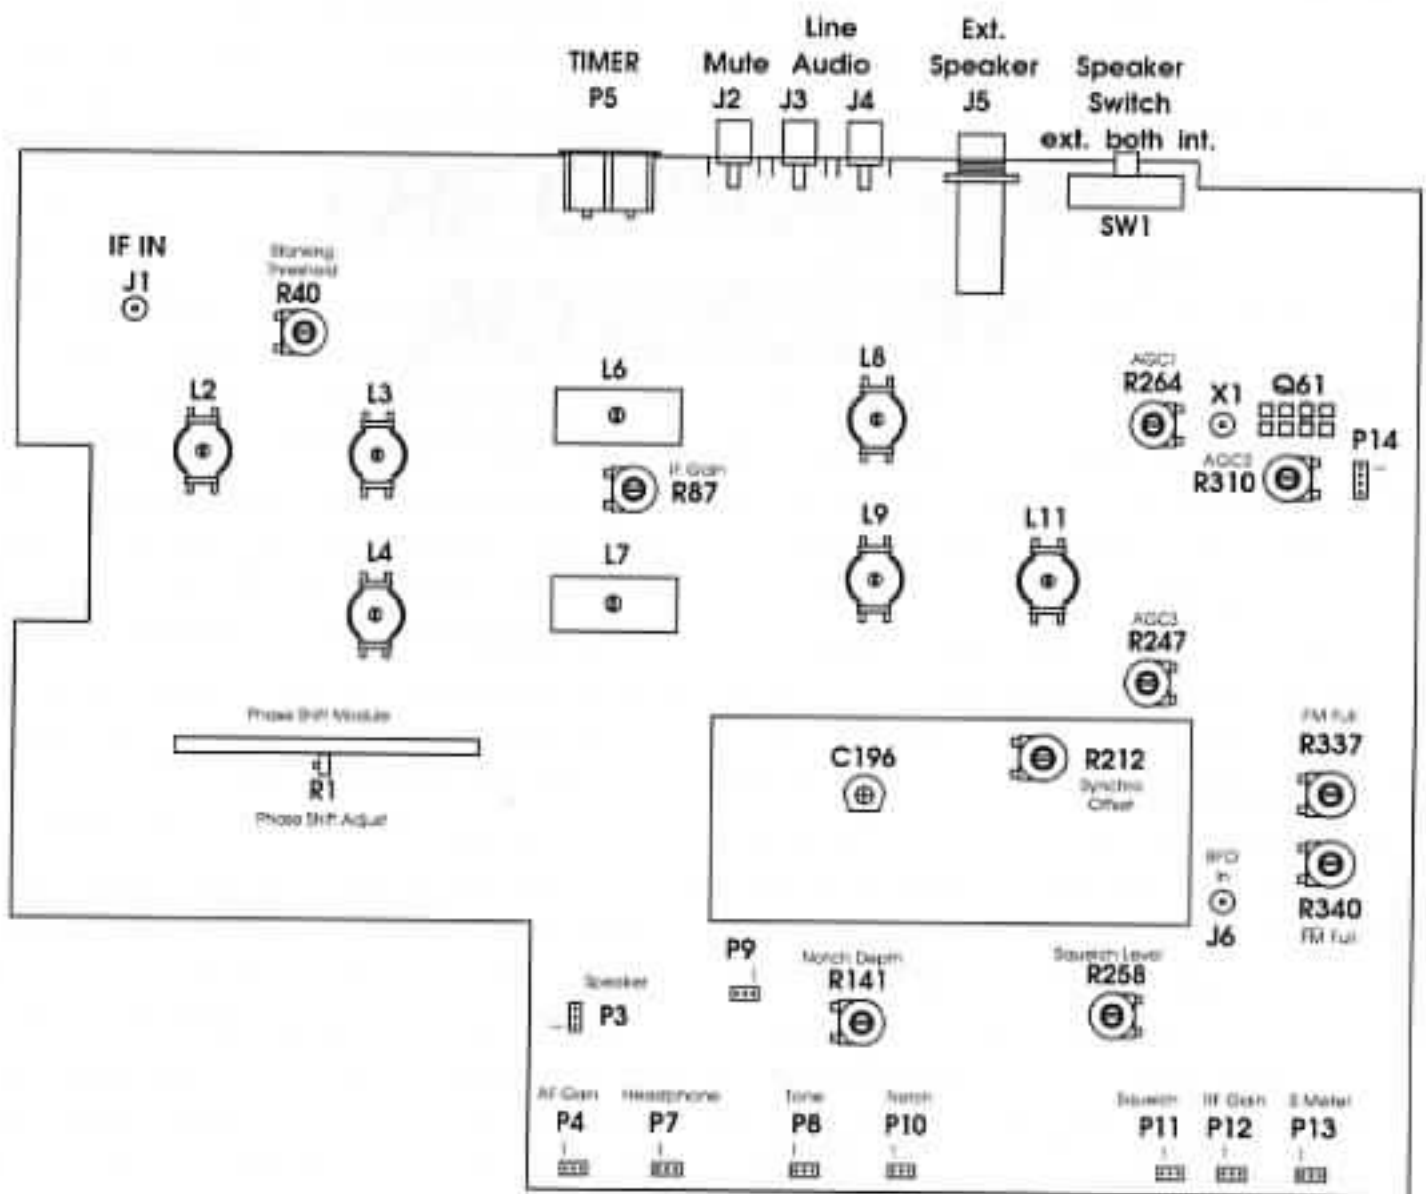 Line
Audio
Ext.
Speaker
TIMER
Mute
Speaker
Switch
P5
J2
J3
J4
J5
ext. both int.
SW1
IF IN
J1
Threshold
R40
L2
L3
L6
L8
AGC1
R264
X1
Q61
P14
IF Gain
R87
AGC2
R310
L4
L7
L9
L11
AGC3
R247
Phase Shift Module
R1
Phase Shift Adjust
C196
R212
Synchro
Offset
FM Full
R337
BFO
In
J6
R340
FM Full
P9
Notch Depth
R141
Squelch Level
R258
Speaker
P3
AF Gain
P4
Headphone
P7
Tone
P8
Notch
P10
Squelch
P11
RF Gain
P12
S Meter
P13